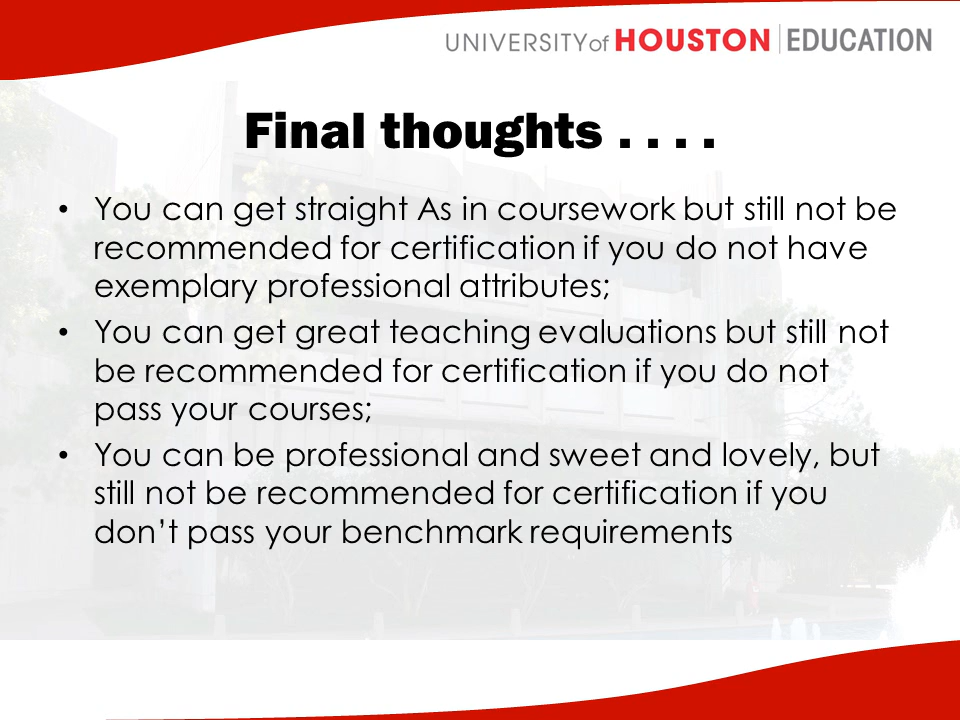 UNIVERSITY of HOUSTON | EDUCATION
Final thoughts . . . .
• You can get straight As in coursework but still not be
recommended for certification if you do not have
exemplary professional attributes;
• You can get great teaching evaluations but still not
be recommended for certification if you do not
pass your courses;
• You can be professional and sweet and lovely, but
still not be recommended for certification if you
don’t pass your benchmark requirements